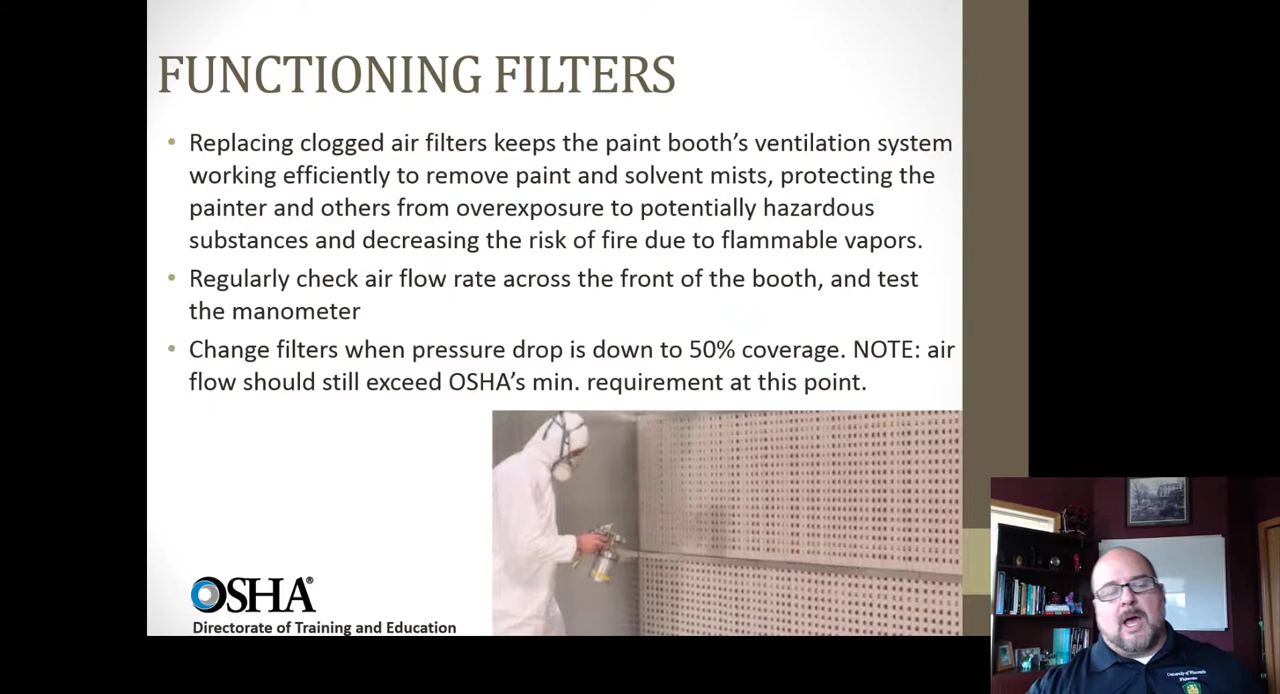 FUNCTIONING FILTERS
• Replacing clogged air filters keeps the paint booth’s ventilation system
working efficiently to remove paint and solvent mists, protecting the
painter and others from overexposure to potentially hazardous
substances and decreasing the risk of fire due to flammable vapors.
• Regularly check air flow rate across the front of the booth, and test
the manometer
• Change filters when pressure drop is down to 50% coverage. NOTE: air
flow should still exceed OSHA’s min. requirement at this point.
OSHA®
Directorate of Training and Education
University of Wisconsin
Whitewater